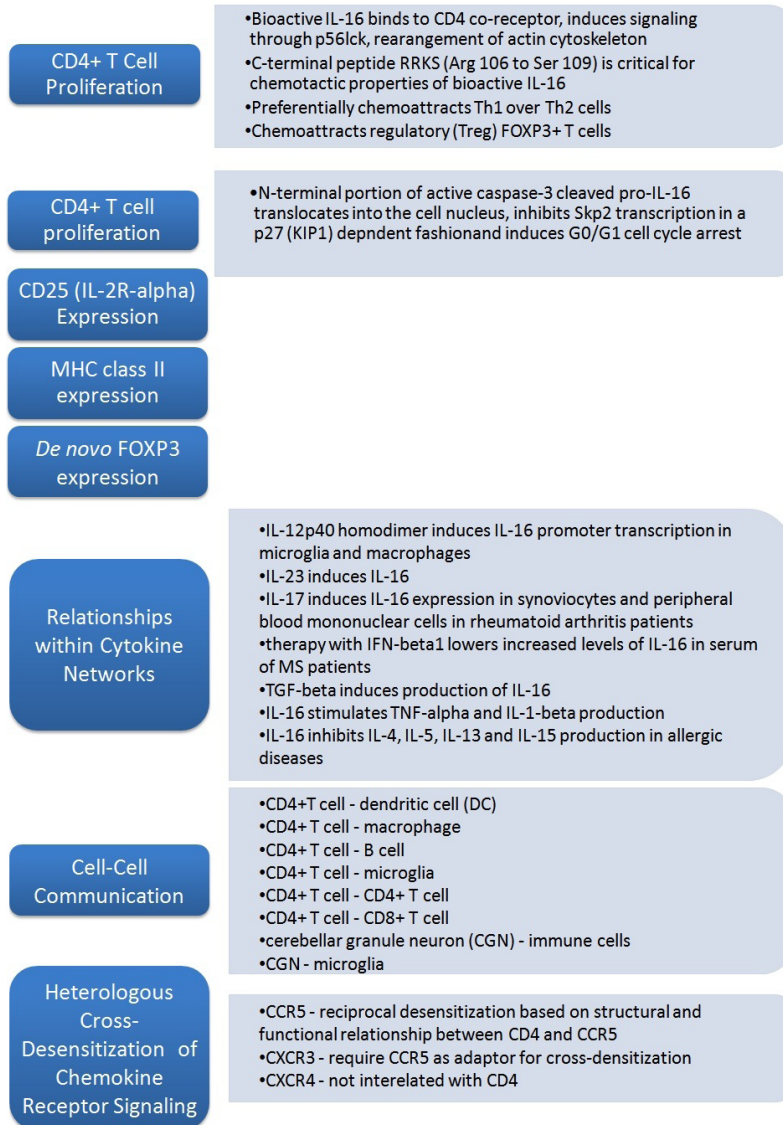 CD4+ T Cell
Proliferation
•Bioactive IL-16 binds to CD4 co-receptor, induces signaling
through p56lck, rearangement of actin cytoskeleton
•C-terminal peptide RRKS (Arg 106 to Ser 109) is critical for
chemotactic properties of bioactive IL-16
•Preferentially chemoattracts Th1 over Th2 cells
•Chemoattracts regulatory (Treg) FOXP3+ T cells
CD4+ T cell
proliferation
•N-terminal portion of active caspase-3 cleaved pro-IL-16
translocates into the cell nucleus, inhibits Skp2 transcription in a
p27 (KIP1) depndent fashionand induces G0/G1 cell cycle arrest
CD25 (IL-2R-alpha)
Expression
MHC class II
expression
De novo FOXP3
expression
Relationships
within Cytokine
Networks
•IL-12p40 homodimer induces IL-16 promoter transcription in
microglia and macrophages
•IL-23 induces IL-16
•IL-17 induces IL-16 expression in synoviocytes and peripheral
blood mononuclear cells in rheumatoid arthritis patients
•therapy with IFN-beta1 lowers increased levels of IL-16 in serum
of MS patients
•TGF-beta induces production of IL-16
•IL-16 stimulates TNF-alpha and IL-1-beta production
•IL-16 inhibits IL-4, IL-5, IL-13 and IL-15 production in allergic
diseases
Cell-Cell
Communication
•CD4+T cell - dendritic cell (DC)
•CD4+ T cell - macrophage
•CD4+ T cell - B cell
•CD4+ T cell - microglia
•CD4+ T cell - CD4+ T cell
•CD4+ T cell - CD8+ T cell
•cerebellar granule neuron (CGN) - immune cells
•CGN - microglia
Heterologous
Cross-
Desensitization of
Chemokine
Receptor Signaling
•CCR5 - reciprocal desensitization based on structural and
functional relationship between CD4 and CCR5
•CXCR3 - require CCR5 as adaptor for cross-densitization
•CXCR4 - not interelated with CD4